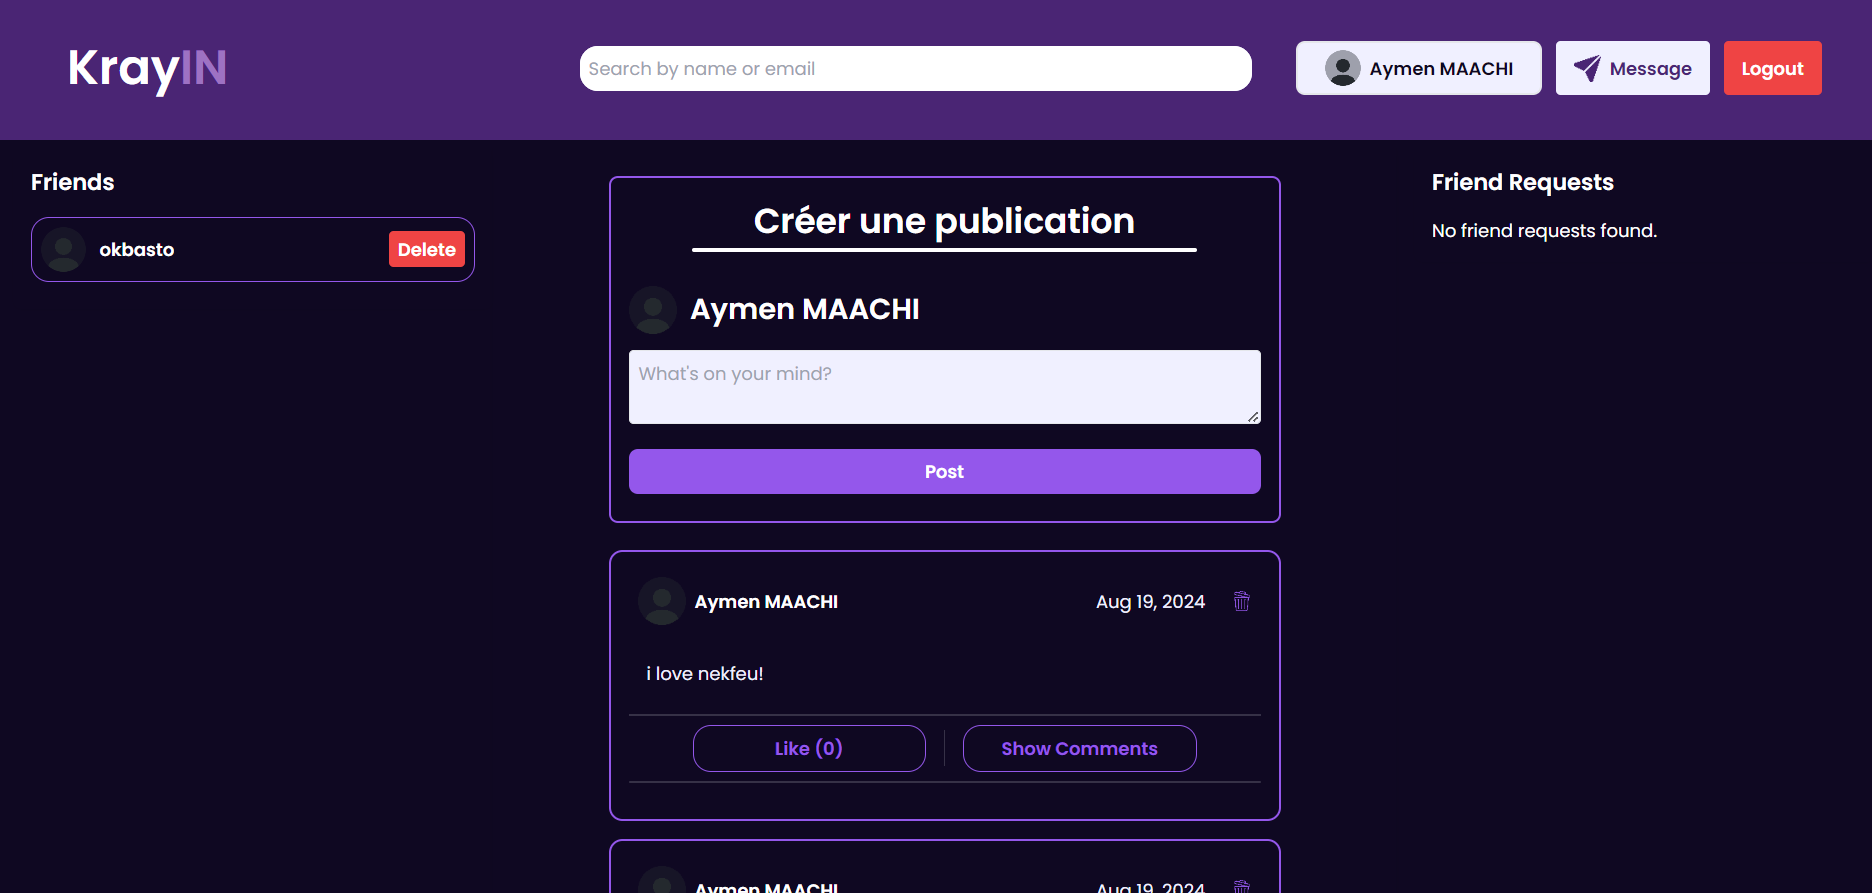 KrayIN
Search by name or email
Aymen MAACHI
Message
Logout
Friends
okbasto
Delete
Créer une publication
Aymen MAACHI
What's on your mind?
Post
Aymen MAACHI
Aug 19, 2024
i love nekfeu!
Like (0)
Show Comments
Aymen MAACHI
Aug 19, 2024
Friend Requests
No friend requests found.